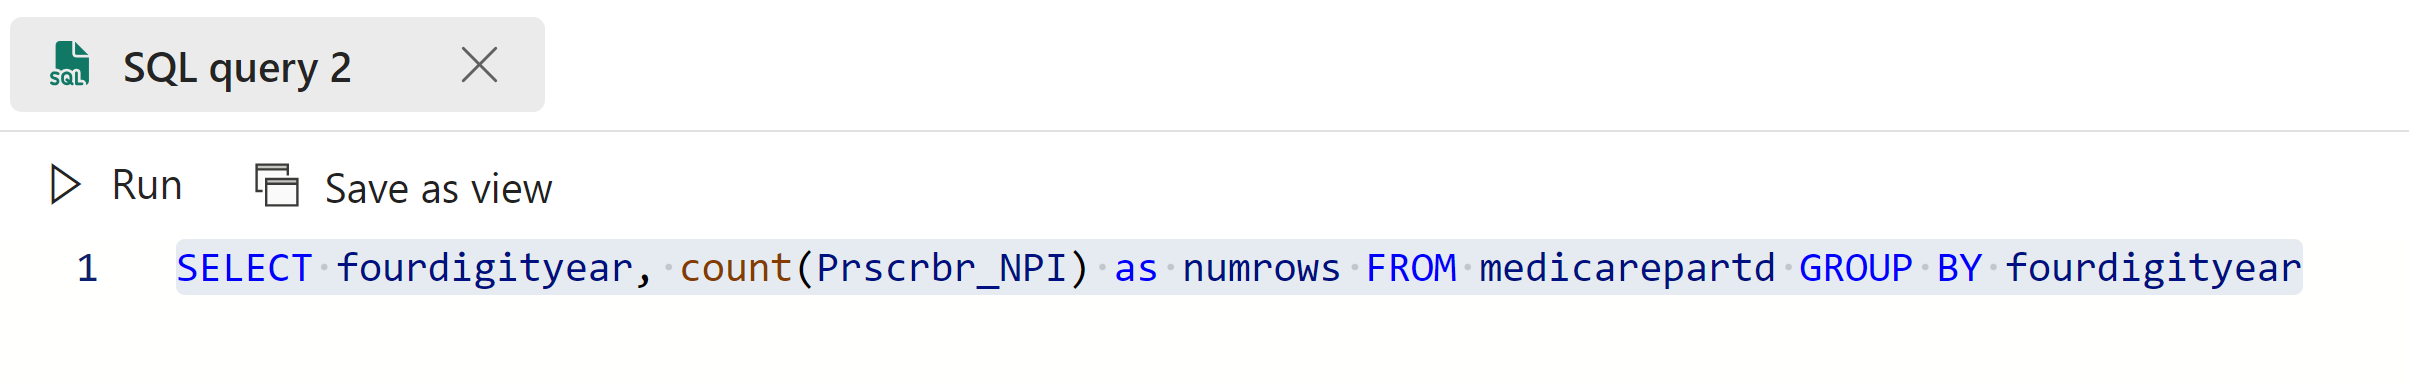 SQL
SQL query 2
Run
Save as view
1
SELECT fourdigityear, count(Prscrbr_NPI) as numrows FROM medicarepartd GROUP BY fourdigityear